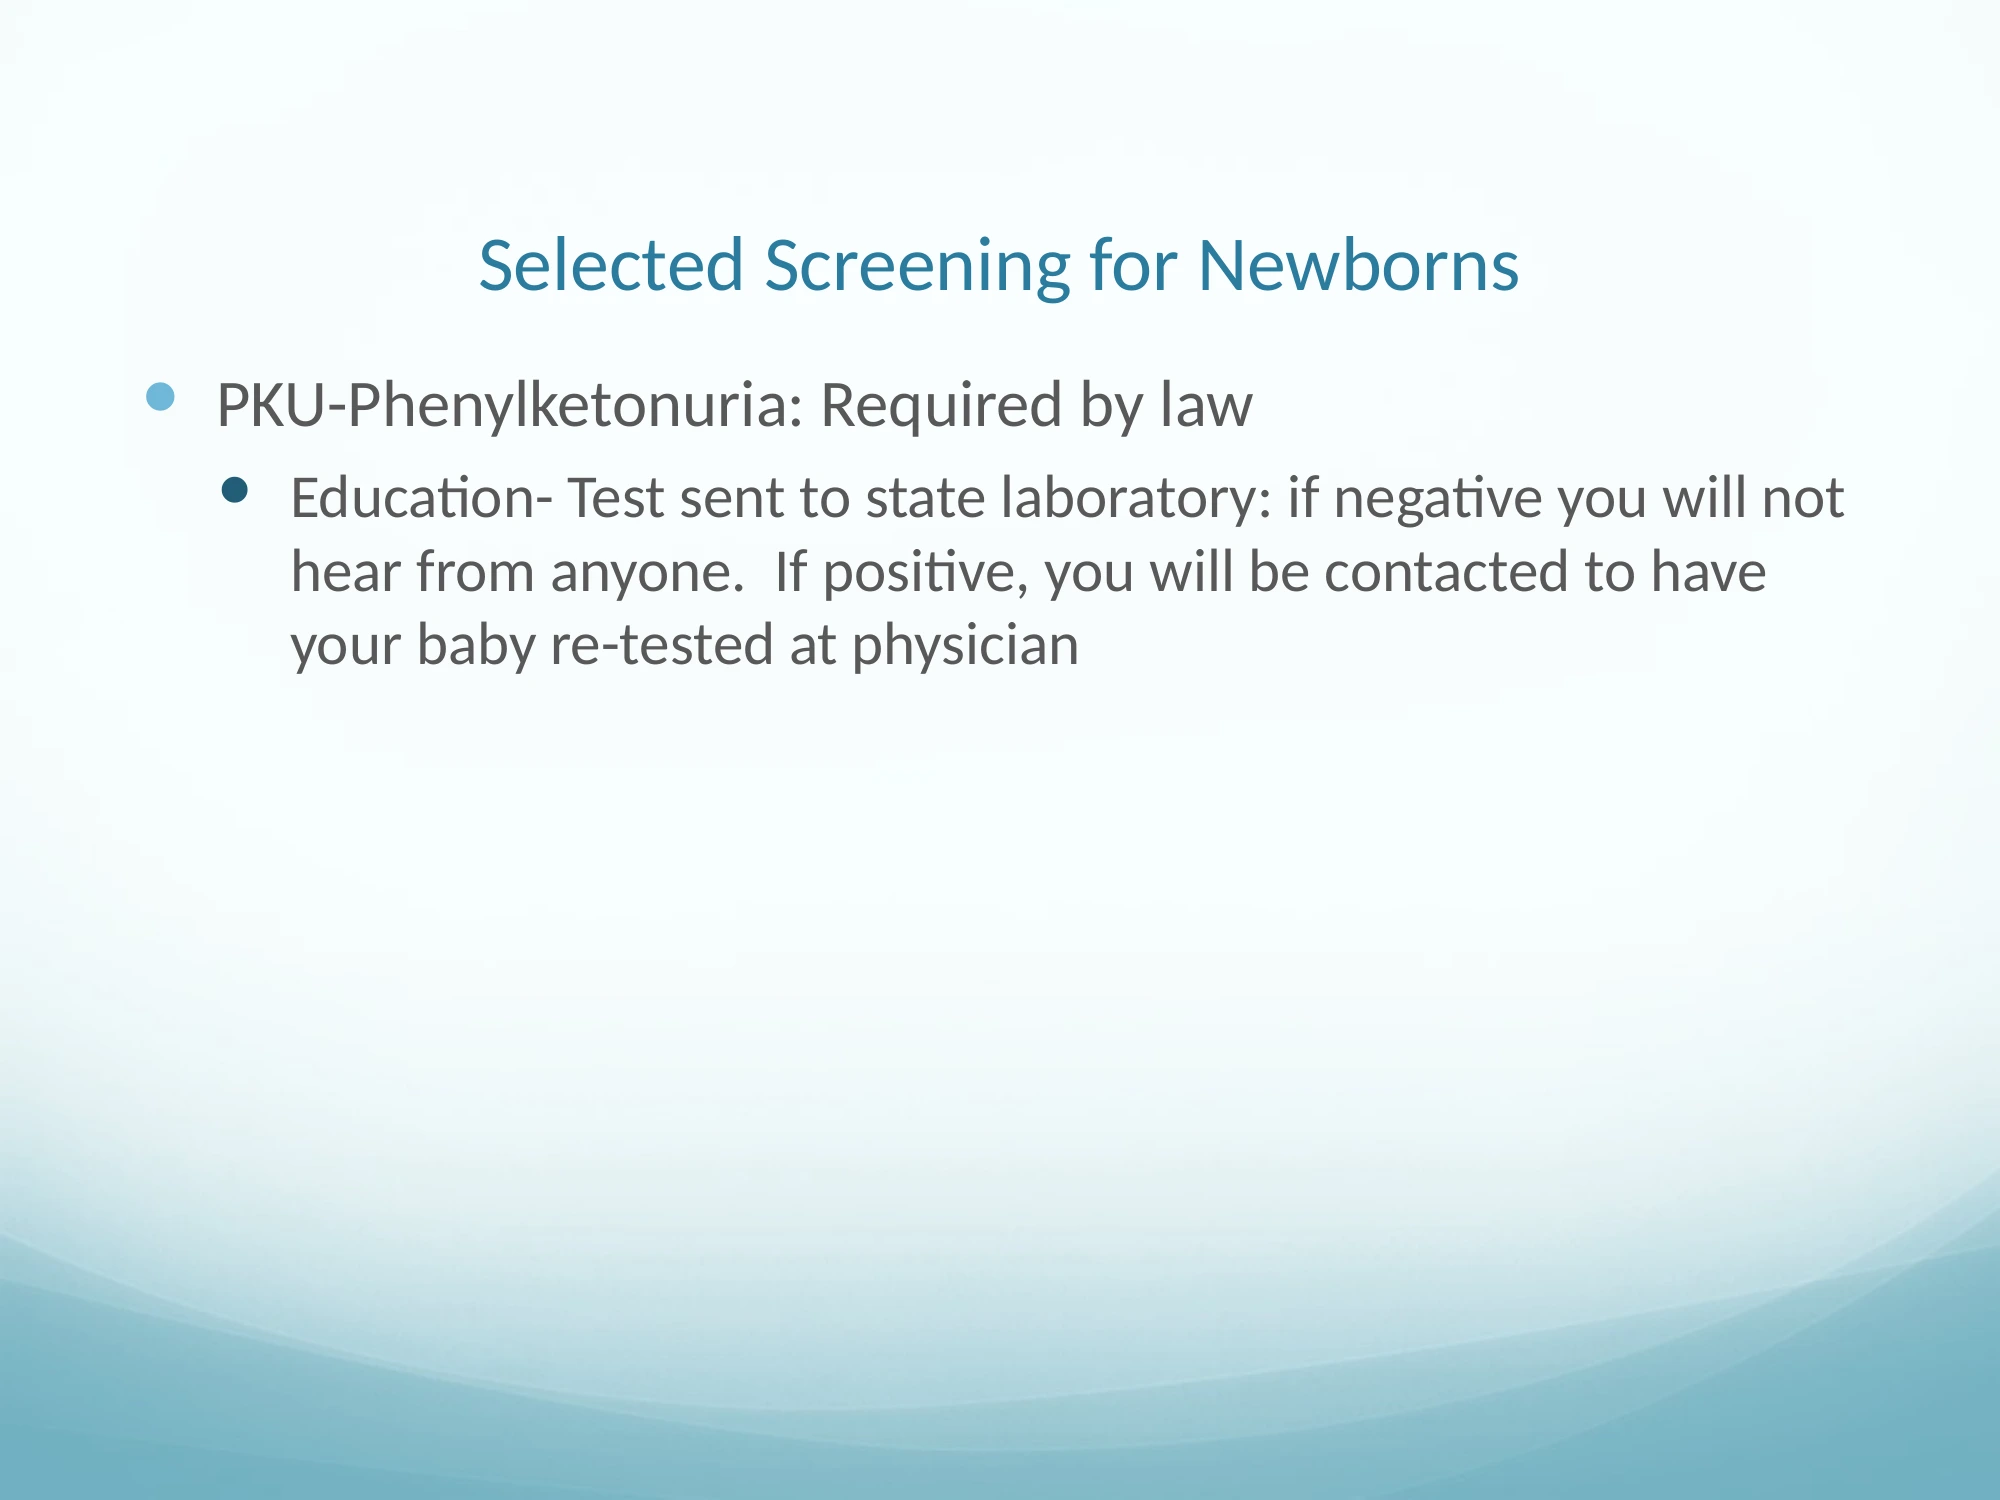 Selected Screening for Newborns
PKU-Phenylketonuria: Required by law
Education- Test sent to state laboratory: if negative you will not
hear from anyone.  If positive, you will be contacted to have
your baby re-tested at physician